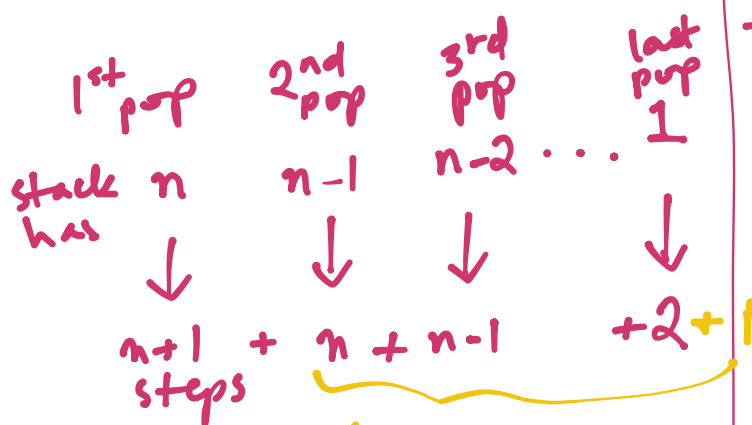 1st pop 2nd pop 3rd pop last pop
stack has n n-1 n-2 . . . 1
n+1 steps + n + n-1 +2 +